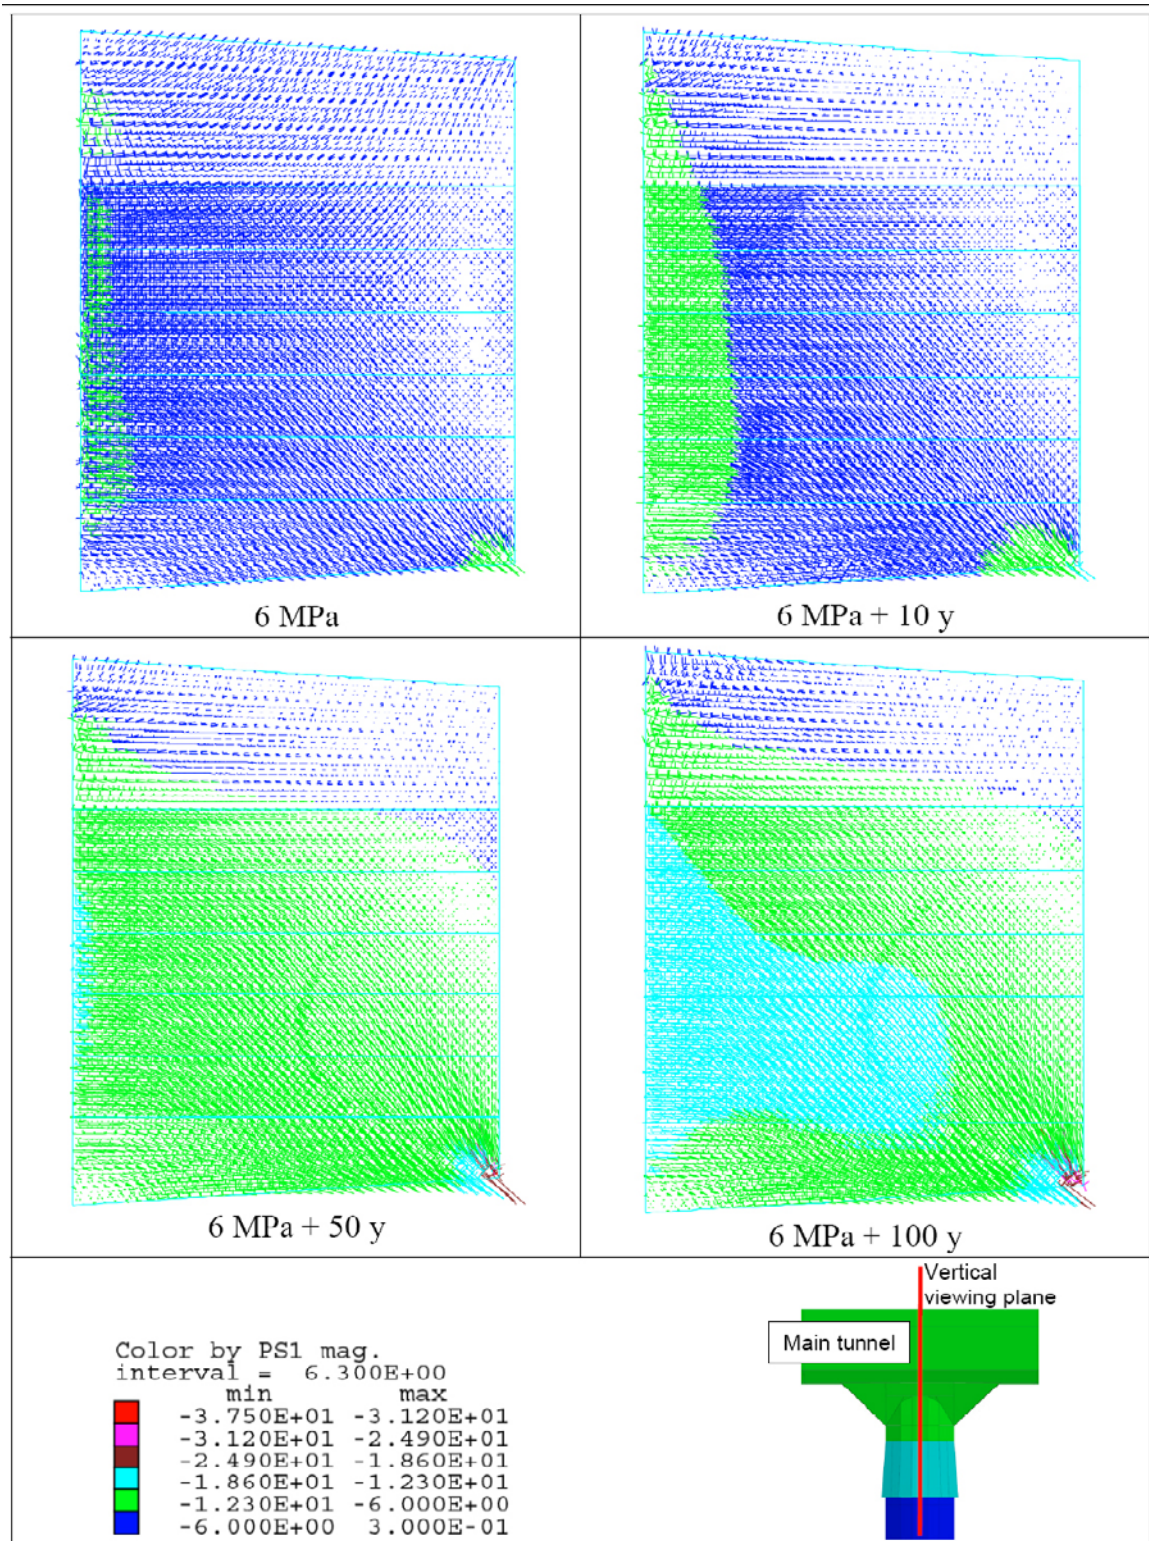 6 MPa
6 MPa + 10 y
6 MPa + 50 y
6 MPa + 100 y
Color by PS1 mag.
interval = 6.300E+00
min max
-3.750E+01 -3.120E+01
-3.120E+01 -2.490E+01
-2.490E+01 -1.860E+01
-1.860E+01 -1.230E+01
-1.230E+01 -6.000E+00
-6.000E+00 3.000E-01
Vertical
viewing plane
Main tunnel